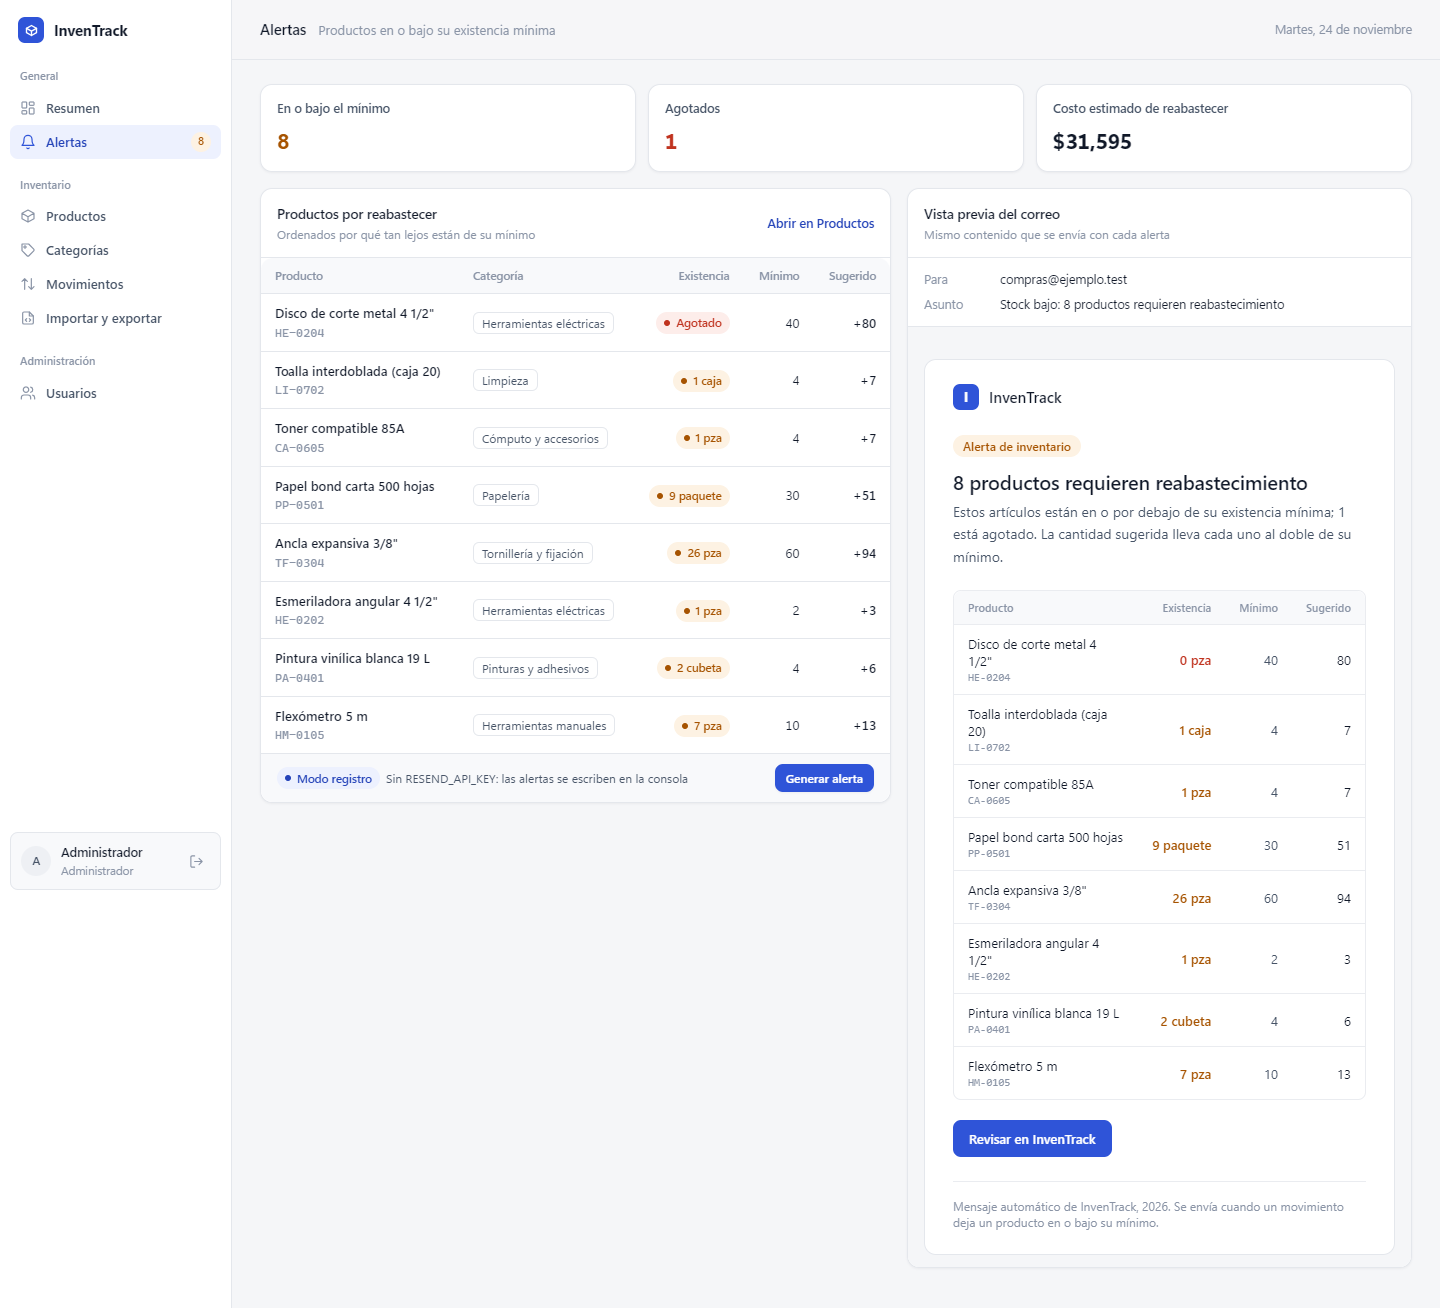 InvenTrack
General
Resumen
Alertas 8
Inventario
Productos
Categorías
Movimientos
Importar y exportar
Administración
Usuarios
A
Administrador
Administrador
Alertas Productos en o bajo su existencia mínima
Martes, 24 de noviembre
En o bajo el mínimo
8
Agotados
1
Costo estimado de reabastecer
$31,595
Productos por reabastecer
Ordenados por qué tan lejos están de su mínimo
Abrir en Productos
Producto Categoría Existencia Mínimo Sugerido
Disco de corte metal 4 1/2"
HE-0204
Herramientas eléctricas Agotado 40 +80
Toalla interdoblada (caja 20)
LI-0702
Limpieza 1 caja 4 +7
Toner compatible 85A
CA-0605
Cómputo y accesorios 1 pza 4 +7
Papel bond carta 500 hojas
PP-0501
Papelería 9 paquete 30 +51
Ancla expansiva 3/8"
TF-0304
Tornillería y fijación 26 pza 60 +94
Esmeriladora angular 4 1/2"
HE-0202
Herramientas eléctricas 1 pza 2 +3
Pintura vinílica blanca 19 L
PA-0401
Pinturas y adhesivos 2 cubeta 4 +6
Flexómetro 5 m
HM-0105
Herramientas manuales 7 pza 10 +13
Modo registro Sin RESEND_API_KEY: las alertas se escriben en la consola
Generar alerta
Vista previa del correo
Mismo contenido que se envía con cada alerta
Para compras@ejemplo.test
Asunto Stock bajo: 8 productos requieren reabastecimiento
I InvenTrack
Alerta de inventario
8 productos requieren reabastecimiento
Estos artículos están en o por debajo de su existencia mínima; 1
está agotado. La cantidad sugerida lleva cada uno al doble de su
mínimo.
Producto Existencia Mínimo Sugerido
Disco de corte metal 4
1/2"
HE-0204
0 pza 40 80
Toalla interdoblada (caja
20)
LI-0702
1 caja 4 7
Toner compatible 85A
CA-0605
1 pza 4 7
Papel bond carta 500 hojas
PP-0501
9 paquete 30 51
Ancla expansiva 3/8"
TF-0304
26 pza 60 94
Esmeriladora angular 4
1/2"
HE-0202
1 pza 2 3
Pintura vinílica blanca 19 L
PA-0401
2 cubeta 4 6
Flexómetro 5 m
HM-0105
7 pza 10 13
Revisar en InvenTrack
Mensaje automático de InvenTrack, 2026. Se envía cuando un movimiento
deja un producto en o bajo su mínimo.